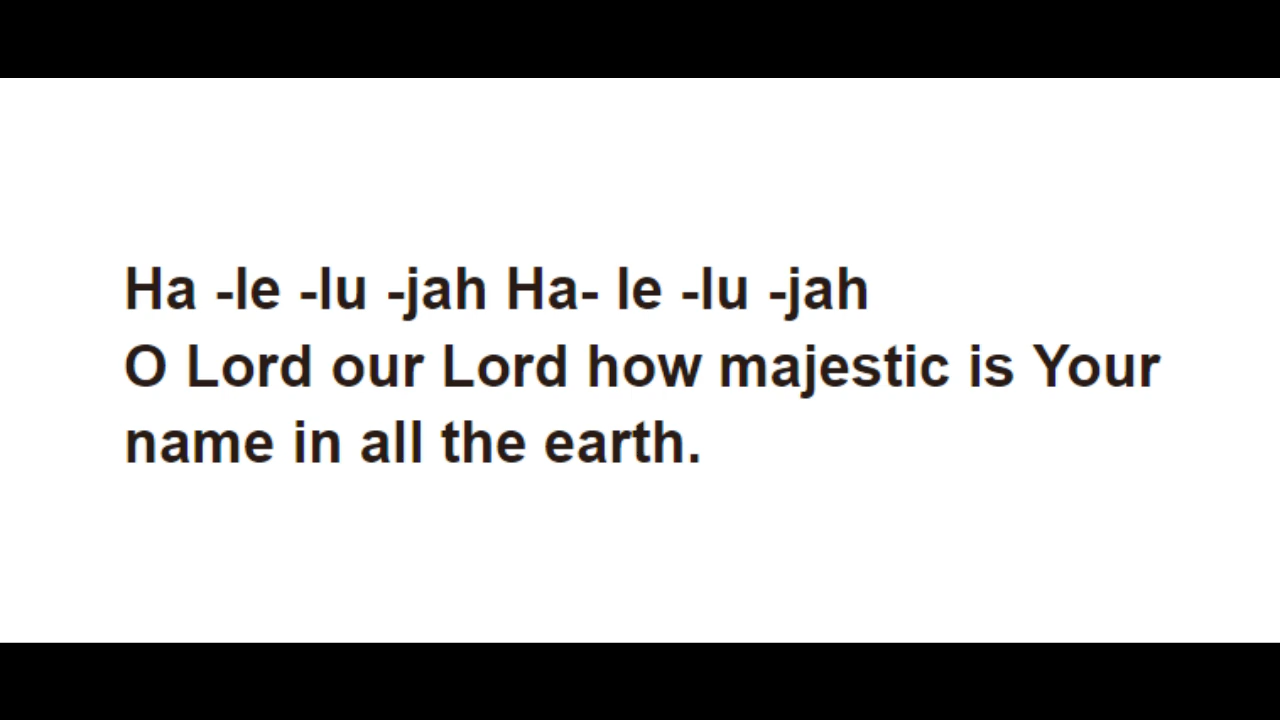 Ha -le -lu -jah Ha- le -lu -jah
O Lord our Lord how majestic is Your
name in all the earth.